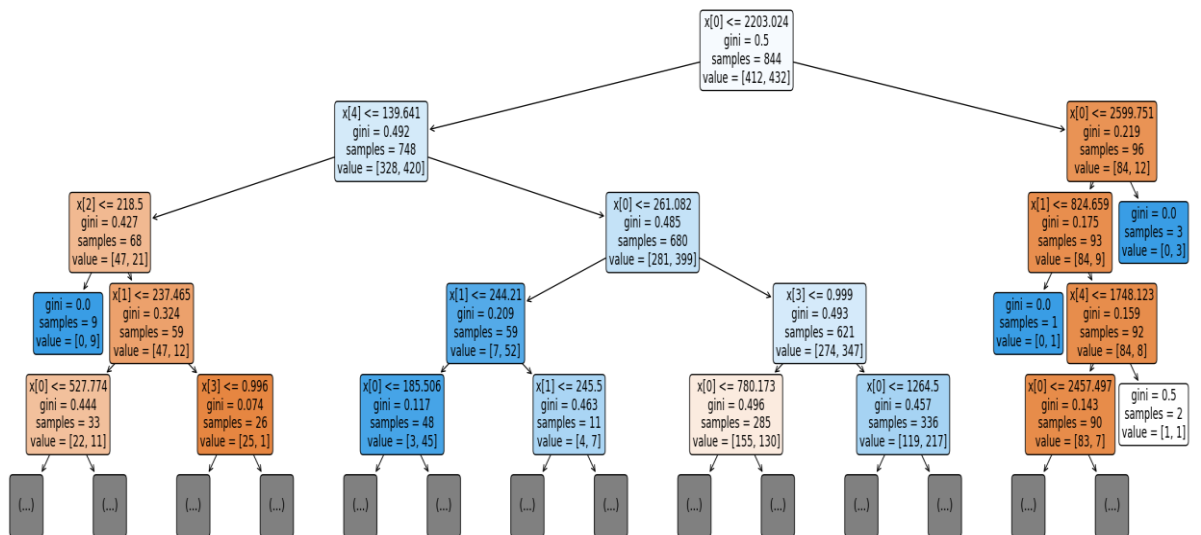 x[0] <= 2203.024
gini = 0.5
samples = 844
value = [412, 432]
x[4] <= 139.641
gini = 0.492
samples = 748
value = [328, 420]
x[0] <= 2599.751
gini = 0.219
samples = 96
value = [84, 12]
x[2] <= 218.5
gini = 0.427
samples = 68
value = [47, 21]
x[0] <= 261.082
gini = 0.485
samples = 680
value = [281, 399]
x[1] <= 824.659
gini = 0.175
samples = 93
value = [84, 9]
gini = 0.0
samples = 3
value = [0, 3]
gini = 0.0
samples = 9
value = [0, 9]
x[1] <= 237.465
gini = 0.324
samples = 59
value = [47, 12]
x[1] <= 244.21
gini = 0.209
samples = 59
value = [7, 52]
x[3] <= 0.999
gini = 0.493
samples = 621
value = [274, 347]
gini = 0.0
samples = 1
value = [0, 1]
x[4] <= 1748.123
gini = 0.159
samples = 92
value = [84, 8]
x[0] <= 527.774
gini = 0.444
samples = 33
value = [22, 11]
x[3] <= 0.996
gini = 0.074
samples = 26
value = [25, 1]
x[0] <= 185.506
gini = 0.117
samples = 48
value = [3, 45]
x[1] <= 245.5
gini = 0.463
samples = 11
value = [4, 7]
x[0] <= 780.173
gini = 0.496
samples = 285
value = [155, 130]
x[0] <= 1264.5
gini = 0.457
samples = 336
value = [119, 217]
x[0] <= 2457.497
gini = 0.143
samples = 90
value = [83, 7]
gini = 0.5
samples = 2
value = [1, 1]
(...)
(...)
(...)
(...)
(...)
(...)
(...)
(...)
(...)
(...)
(...)
(...)
(...)
(...)